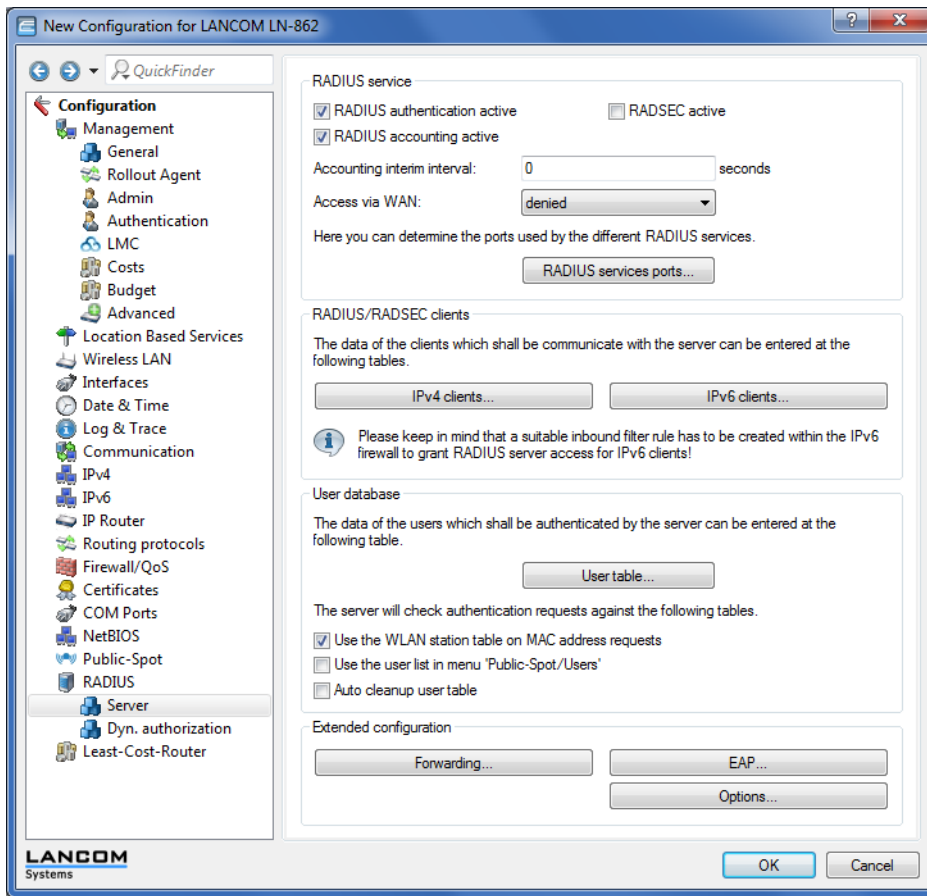 New Configuration for LANCOM LN-862
QuickFinder
Configuration
Management
General
Rollout Agent
Admin
Authentication
LMC
Costs
Budget
Advanced
Location Based Services
Wireless LAN
Interfaces
Date & Time
Log & Trace
Communication
IPv4
IPv6
IP Router
Routing protocols
Firewall/QoS
Certificates
COM Ports
NetBIOS
Public-Spot
RADIUS
Server
Dyn. authorization
Least-Cost-Router
LANCOM
Systems
RADIUS service
RADIUS authentication active RADSEC active
RADIUS accounting active
Accounting interim interval: 0 seconds
Access via WAN: denied
Here you can determine the ports used by the different RADIUS services.
RADIUS services ports...
RADIUS/RADSEC clients
The data of the clients which shall be communicate with the server can be entered at the
following tables.
IPv4 clients... IPv6 clients...
Please keep in mind that a suitable inbound filter rule has to be created within the IPv6
firewall to grant RADIUS server access for IPv6 clients!
User database
The data of the users which shall be authenticated by the server can be entered at the
following table.
User table...
The server will check authentication requests against the following tables.
Use the WLAN station table on MAC address requests
Use the user list in menu 'Public-Spot/Users'
Auto cleanup user table
Extended configuration
Forwarding... EAP...
Options...
OK Cancel